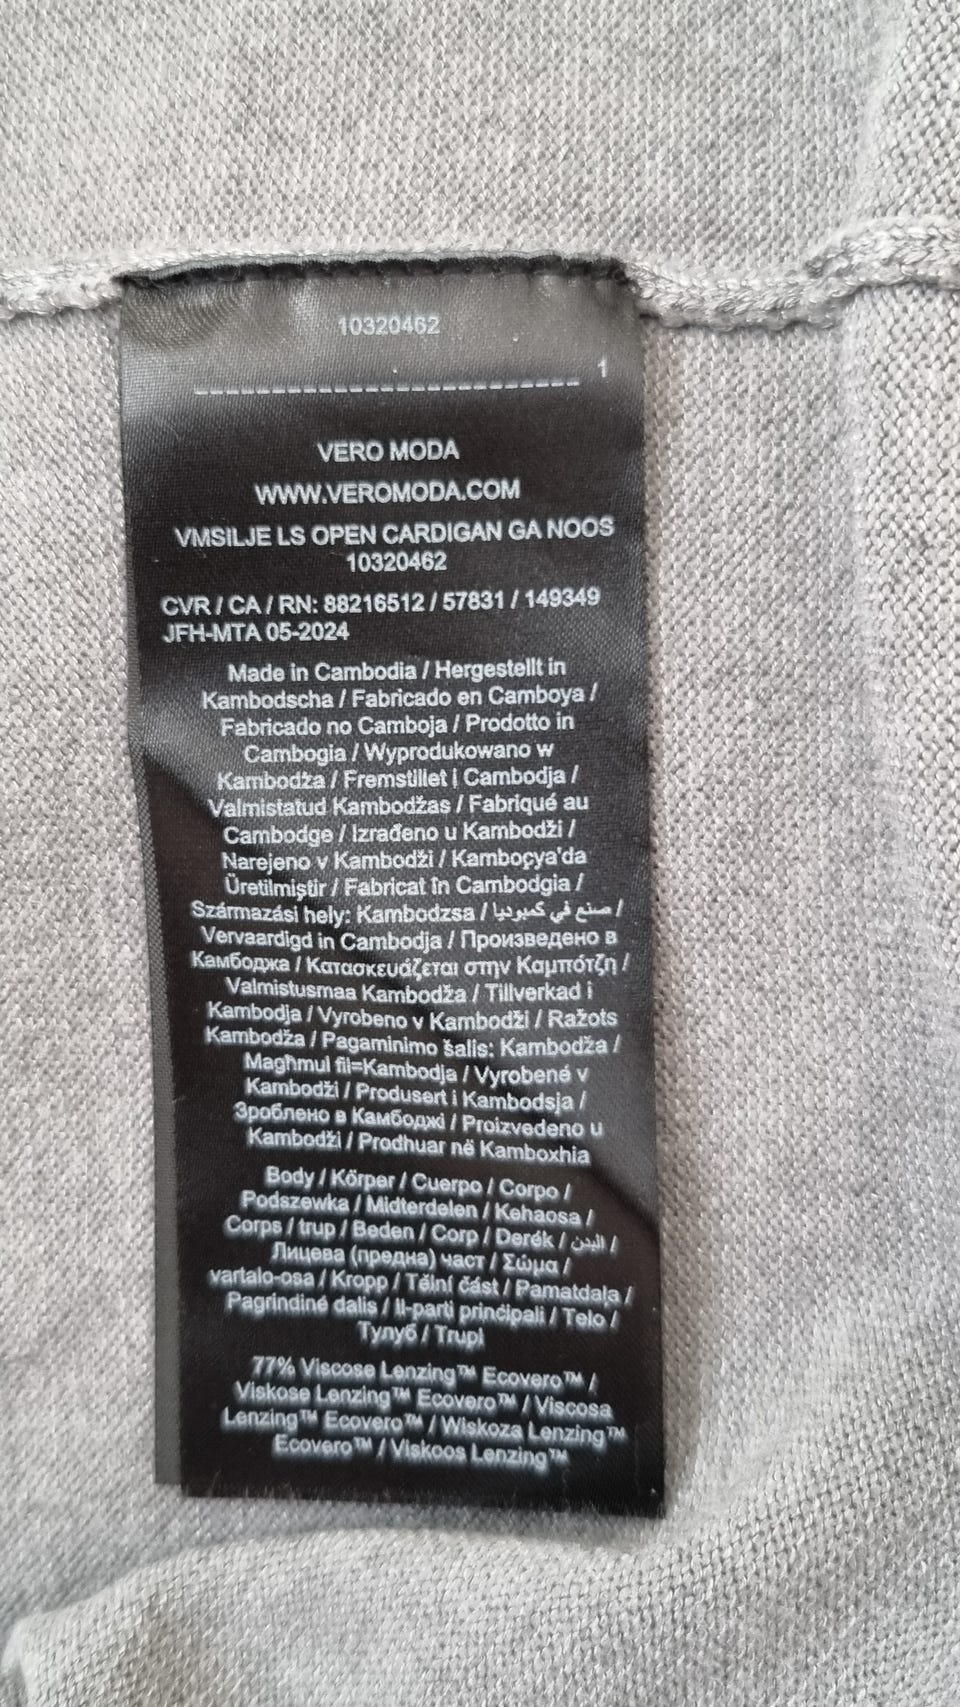 10320462
1
VERO MODA
WWW.VEROMODA.COM
VMSILJE LS OPEN CARDIGAN GA NOOS
10320462
CVR / CA / RN: 88216512 / 57831 / 149349
JFH-MTA 05-2024
Made in Cambodia / Hergestellt in
Kambodscha / Fabricado en Camboya /
Fabricado no Camboja / Prodotto in
Cambogia / Wyprodukowano w
Kambodża / Fremstillet i Cambodja /
Valmistatud Kambodžas / Fabriqué au
Cambodge / Izrađeno u Kambodži /
Narejeno v Kambodži / Kamboçya'da
Üretilmiştir / Fabricat în Cambodgia /
Származási hely: Kambodzsa / صنع في كمبوديا /
Vervaardigd in Cambodja / Произведено в
Камбоджа / Κατασκευάζεται στην Καμπότζη /
Valmistusmaa Kambodža / Tillverkad i
Kambodja / Vyrobeno v Kambodži / Ražots
Kambodža / Pagaminimo šalis: Kambodža /
Magħmul fil=Kambodja / Vyrobené v
Kambodži / Produsert i Kambodsja /
Зроблено в Камбоджі / Proizvedeno u
Kambodži / Prodhuar në Kamboxhia
Body / Körper / Cuerpo / Corpo /
Podszewka / Midterdelen / Kehaosa /
Corps / trup / Beden / Corp / Derék / البدن /
Лицева (предна) част / Σώμα /
vartalo-osa / Kropp / Tělní část / Pamatdaļa /
Pagrindinė dalis / Il-parti prinċipali / Telo /
Тулуб / Trupi
77% Viscose Lenzing™ Ecovero™ /
Viskose Lenzing™ Ecovero™ / Viscosa
Lenzing™ Ecovero™ / Wiskoza Lenzing™
Ecovero™ / Viskoos Lenzing™